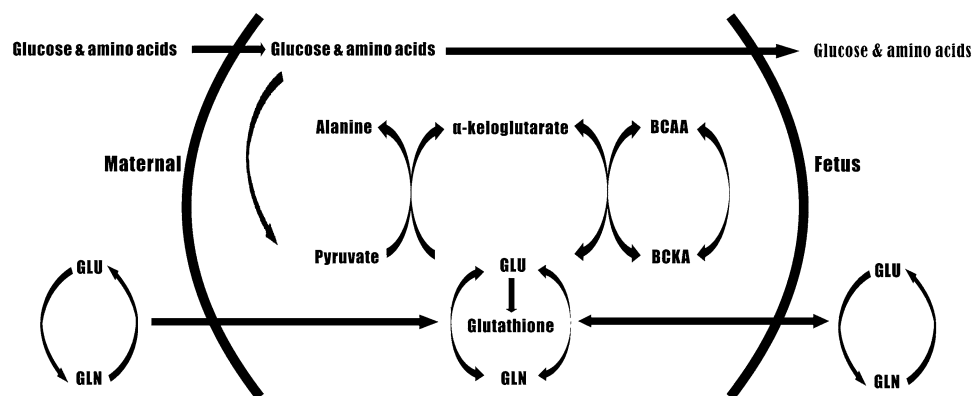 Glucose & amino acids
Glucose & amino acids
Glucose & amino acids
Alanine
α-keloglutarate
BCAA
Maternal
Fetus
Pyruvate
GLU
BCKA
GLU
GLU
Glutathione
GLN
GLN
GLN